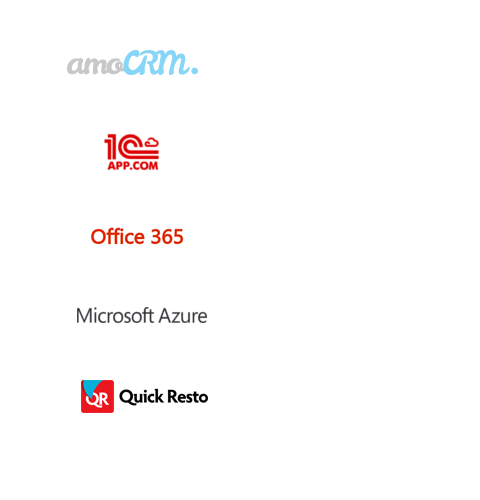 amoCRM.
1C
APP.COM
Office 365
Microsoft Azure
QR Quick Resto